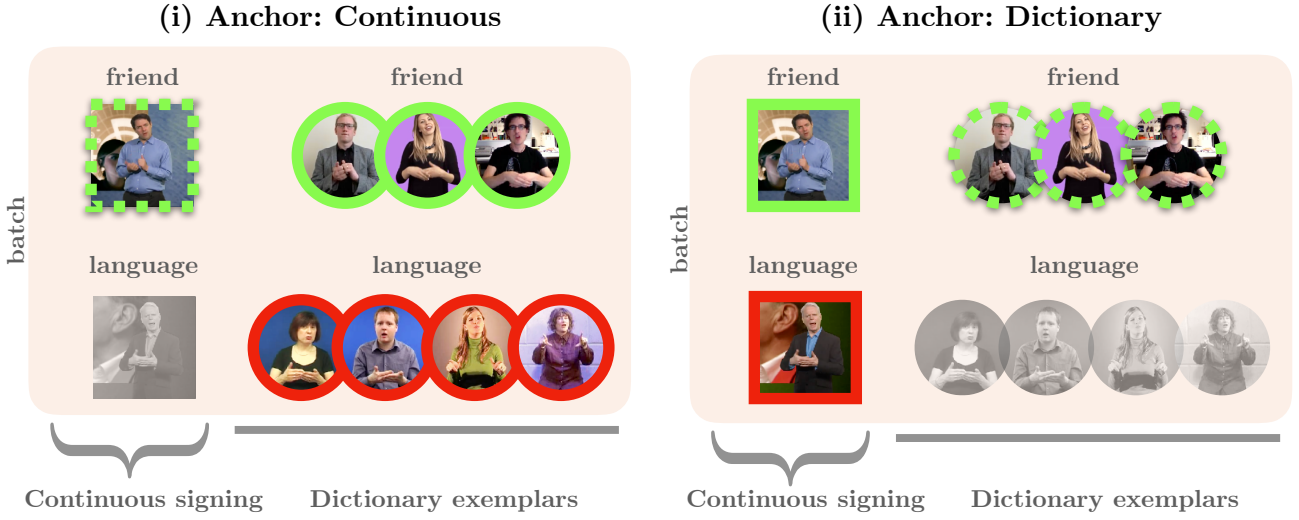 (i) Anchor: Continuous
batch
friend
friend
language
language
Continuous signing
Dictionary exemplars
(ii) Anchor: Dictionary
batch
friend
friend
language
language
Continuous signing
Dictionary exemplars